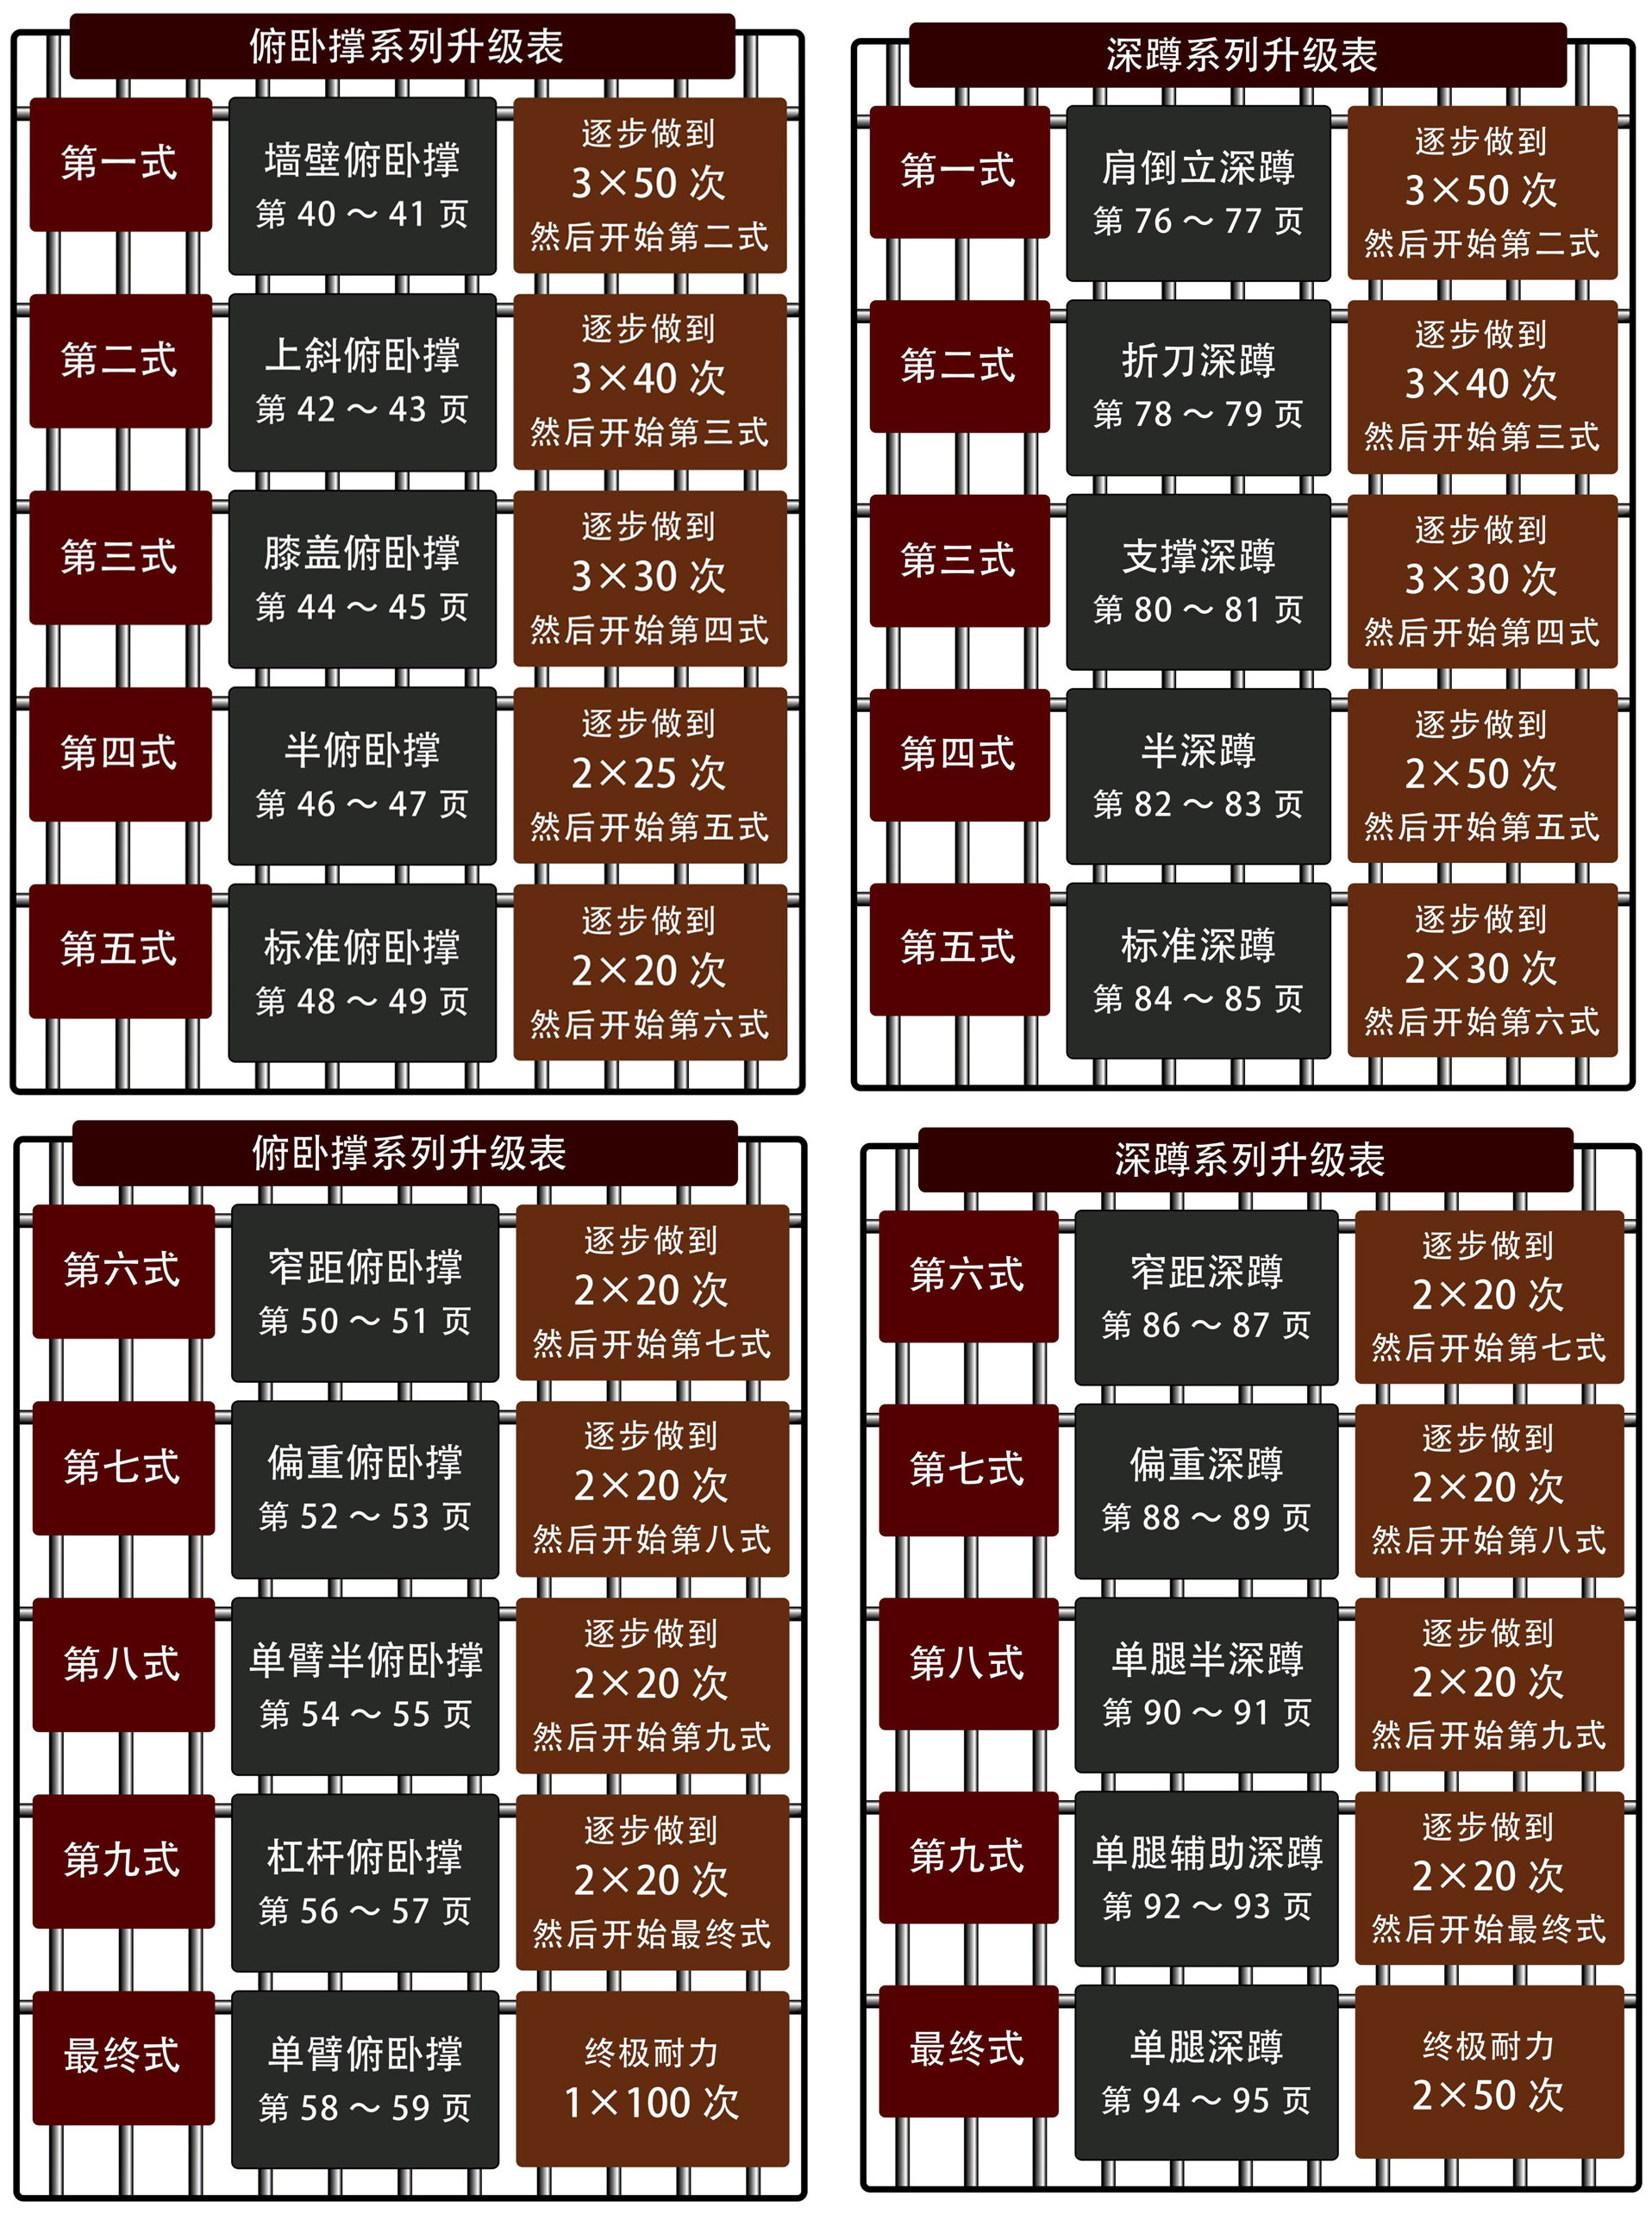 俯卧撑系列升级表
第一式
墙壁俯卧撑
第 40 ～ 41 页
逐步做到
3×50 次
然后开始第二式
第二式
上斜俯卧撑
第 42 ～ 43 页
逐步做到
3×40 次
然后开始第三式
第三式
膝盖俯卧撑
第 44 ～ 45 页
逐步做到
3×30 次
然后开始第四式
第四式
半俯卧撑
第 46 ～ 47 页
逐步做到
2×25 次
然后开始第五式
第五式
标准俯卧撑
第 48 ～ 49 页
逐步做到
2×20 次
然后开始第六式
深蹲系列升级表
第一式
肩倒立深蹲
第 76 ～ 77 页
逐步做到
3×50 次
然后开始第二式
第二式
折刀深蹲
第 78 ～ 79 页
逐步做到
3×40 次
然后开始第三式
第三式
支撑深蹲
第 80 ～ 81 页
逐步做到
3×30 次
然后开始第四式
第四式
半深蹲
第 82 ～ 83 页
逐步做到
2×50 次
然后开始第五式
第五式
标准深蹲
第 84 ～ 85 页
逐步做到
2×30 次
然后开始第六式
俯卧撑系列升级表
第六式
窄距俯卧撑
第 50 ～ 51 页
逐步做到
2×20 次
然后开始第七式
第七式
偏重俯卧撑
第 52 ～ 53 页
逐步做到
2×20 次
然后开始第八式
第八式
单臂半俯卧撑
第 54 ～ 55 页
逐步做到
2×20 次
然后开始第九式
第九式
杠杆俯卧撑
第 56 ～ 57 页
逐步做到
2×20 次
然后开始最终式
最终式
单臂俯卧撑
第 58 ～ 59 页
终极耐力
1×100 次
深蹲系列升级表
第六式
窄距深蹲
第 86 ～ 87 页
逐步做到
2×20 次
然后开始第七式
第七式
偏重深蹲
第 88 ～ 89 页
逐步做到
2×20 次
然后开始第八式
第八式
单腿半深蹲
第 90 ～ 91 页
逐步做到
2×20 次
然后开始第九式
第九式
单腿辅助深蹲
第 92 ～ 93 页
逐步做到
2×20 次
然后开始最终式
最终式
单腿深蹲
第 94 ～ 95 页
终极耐力
2×50 次